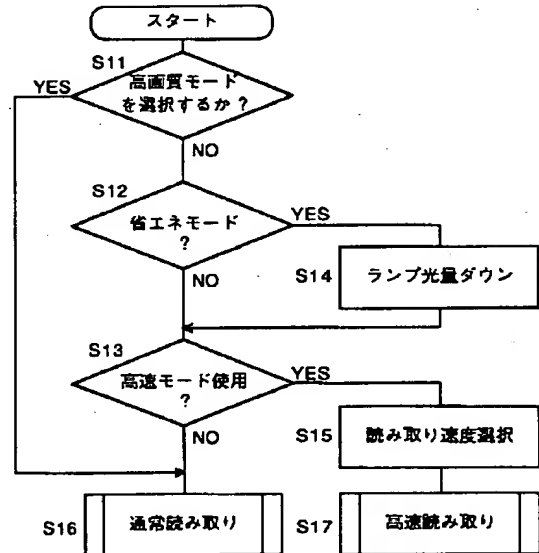 スタート
S11
YES
高画質モード
を選択するか?
NO
S12
省エネモード
?
YES
NO
S14
ランプ光量ダウン
S13
高速モード使用
?
YES
NO
S15
読み取り速度選択
S16
通常読み取り
S17
高速読み取り